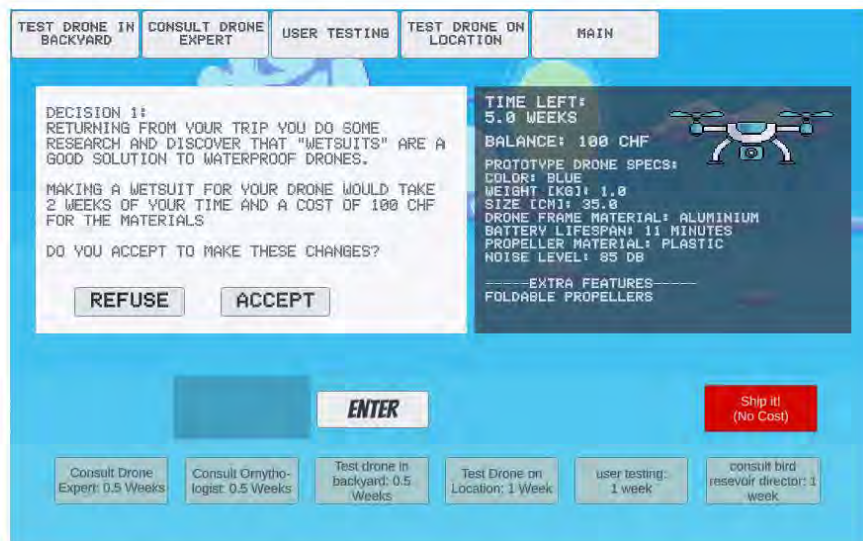 TEST DRONE IN
BACKYARD
CONSULT DRONE
EXPERT
USER TESTING
TEST DRONE ON
LOCATION
MAIN
DECISION 1:
RETURNING FROM YOUR TRIP YOU DO SOME
RESEARCH AND DISCOVER THAT "WETSUITS" ARE A
GOOD SOLUTION TO WATERPROOF DRONES.
MAKING A WETSUIT FOR YOUR DRONE WOULD TAKE
2 WEEKS OF YOUR TIME AND A COST OF 100 CHF
FOR THE MATERIALS
DO YOU ACCEPT TO MAKE THESE CHANGES?
REFUSE
ACCEPT
TIME LEFT:
5.0 WEEKS
BALANCE: 100 CHF
PROTOTYPE DRONE SPECS:
COLOR: BLUE
WEIGHT [KG]: 1.0
SIZE [CM]: 35.0
DRONE FRAME MATERIAL: ALUMINIUM
BATTERY LIFESPAN: 11 MINUTES
PROPELLER MATERIAL: PLASTIC
NOISE LEVEL: 85 DB
-----EXTRA FEATURES-----
FOLDABLE PROPELLERS
ENTER
Ship it!
(No Cost)
Consult Drone
Expert: 0.5 Weeks
Consult Ornytho-
logist: 0.5 Weeks
Test drone in
backyard: 0.5
Weeks
Test Drone on
Location: 1 Week
user testing:
1 week
consult bird
resevoir director: 1
week